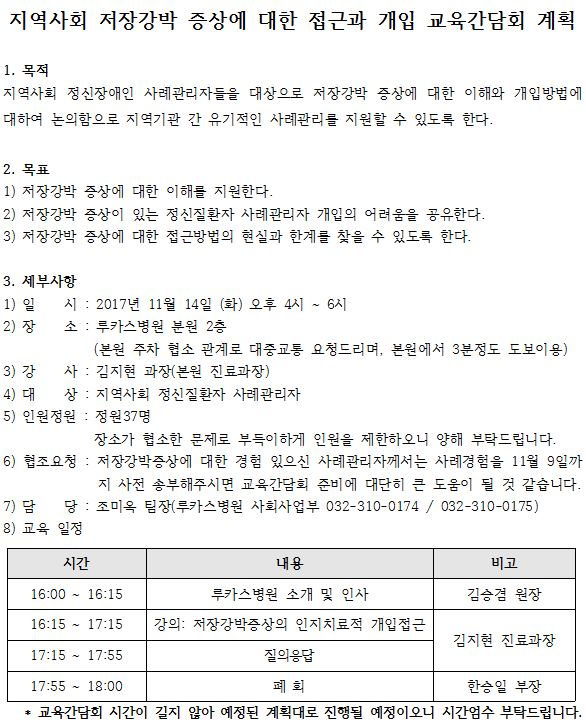 지역사회 저장강박 증상에 대한 접근과 개입 교육간담회 계획
1. 목적
지역사회 정신장애인 사례관리자들을 대상으로 저장강박 증상에 대한 이해와 개입방법에
대하여 논의함으로 지역기관 간 유기적인 사례관리를 지원할 수 있도록 한다.
2. 목표
1) 저장강박 증상에 대한 이해를 지원한다.
2) 저장강박 증상이 있는 정신질환자 사례관리자 개입의 어려움을 공유한다.
3) 저장강박 증상에 대한 접근방법의 현실과 한계를 찾을 수 있도록 한다.
3. 세부사항
1) 일 시 : 2017년 11월 14일 (화) 오후 4시 ~ 6시
2) 장 소 : 루카스병원 분원 2층
(본원 주차 협소 관계로 대중교통 요청드리며, 본원에서 3분정도 도보이용)
3) 강 사 : 김지현 과장(본원 진료과장)
4) 대 상 : 지역사회 정신질환자 사례관리자
5) 인원정원 : 정원37명
장소가 협소한 문제로 부득이하게 인원을 제한하오니 양해 부탁드립니다.
6) 협조요청 : 저장강박증상에 대한 경험 있으신 사례관리자께서는 사례경험을 11월 9일까
지 사전 송부해주시면 교육간담회 준비에 대단히 큰 도움이 될 것 같습니다.
7) 담 당 : 조미옥 팀장(루카스병원 사회사업부 032-310-0174 / 032-310-0175)
8) 교육 일정
시간 내용 비고
16:00 ~ 16:15 루카스병원 소개 및 인사 김승겸 원장
16:15 ~ 17:15 강의: 저장강박증상의 인지치료적 개입접근 김지현 진료과장
17:15 ~ 17:55 질의응답
17:55 ~ 18:00 폐 회 한승일 부장
* 교육간담회 시간이 길지 않아 예정된 계획대로 진행될 예정이오니 시간엄수 부탁드립니다.